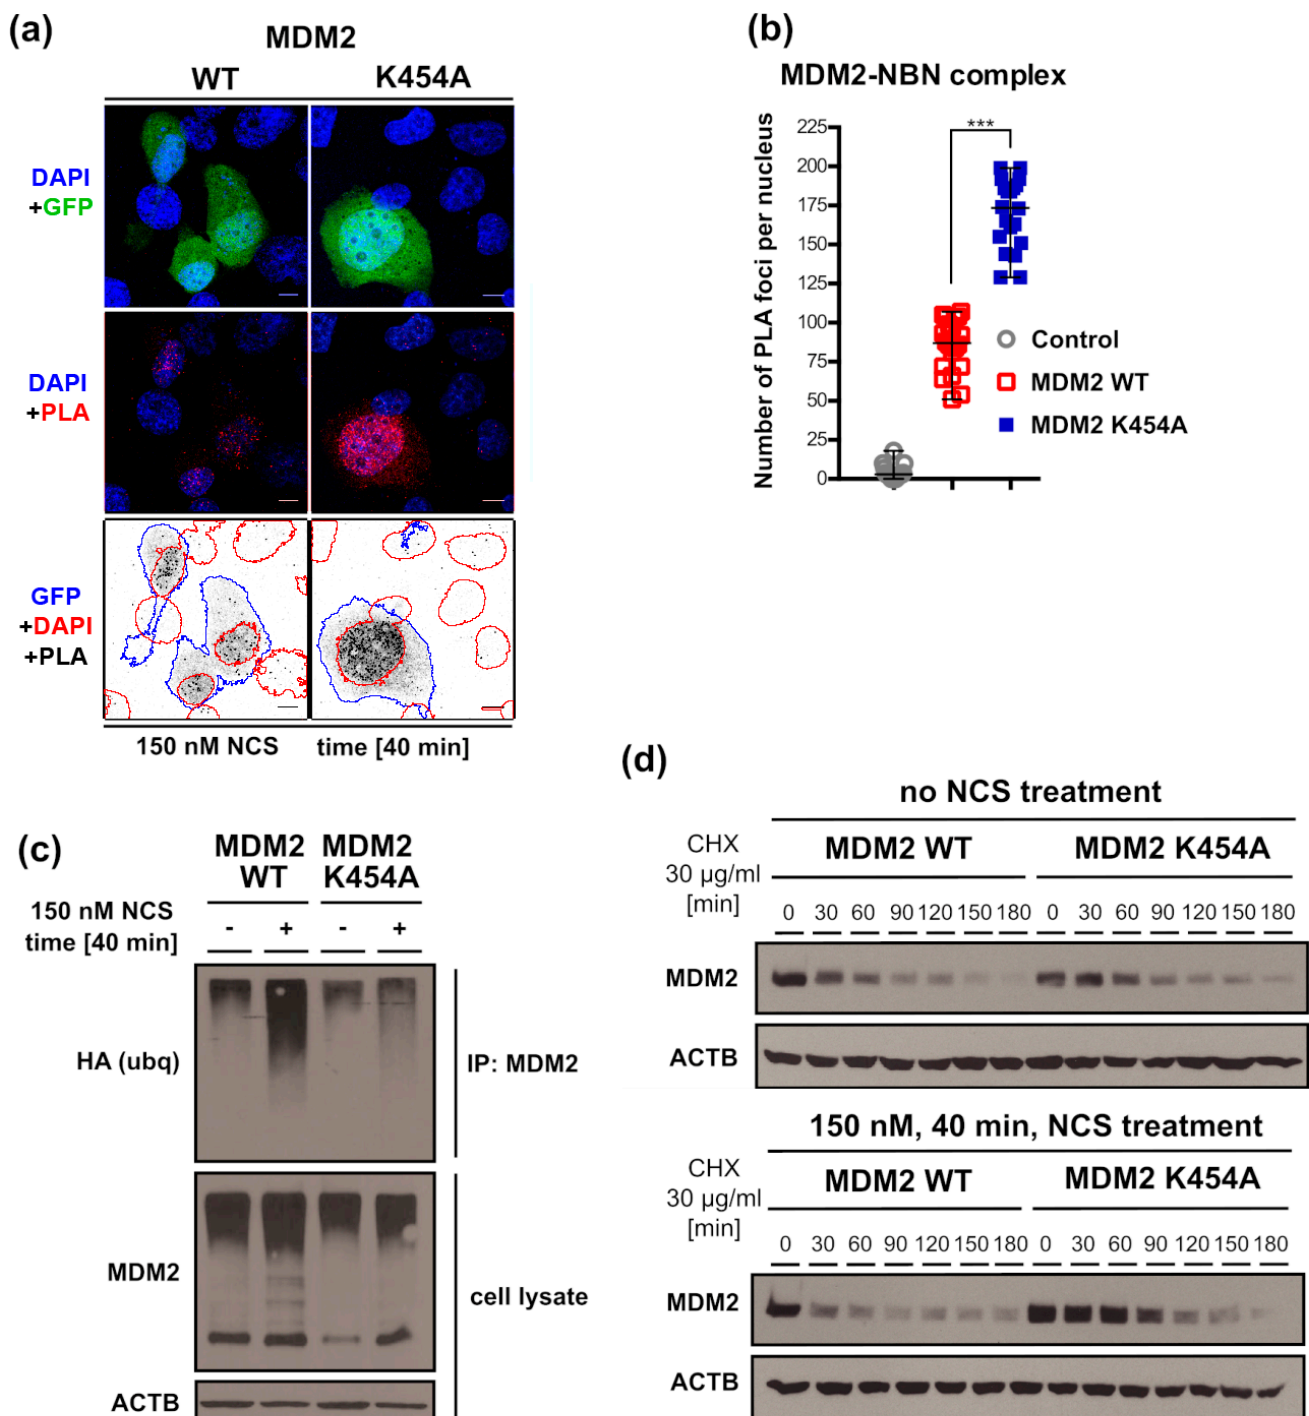 (a)
MDM2
WT K454A
DAPI
+GFP
DAPI
+PLA
GFP
+DAPI
+PLA
150 nM NCS time [40 min]
(b)
MDM2-NBN complex
Number of PLA foci per nucleus
225
200
175
150
125
100
75
50
25
0
***
Control
MDM2 WT
MDM2 K454A
(c)
MDM2 MDM2
WT K454A
150 nM NCS
time [40 min]
- + - +
HA (ubq)
IP: MDM2
MDM2
cell lysate
ACTB
(d)
no NCS treatment
CHX
30 µg/ml
[min]
MDM2 WT MDM2 K454A
0 30 60 90 120 150 180 0 30 60 90 120 150 180
MDM2
ACTB
150 nM, 40 min, NCS treatment
CHX
30 µg/ml
[min]
MDM2 WT MDM2 K454A
0 30 60 90 120 150 180 0 30 60 90 120 150 180
MDM2
ACTB